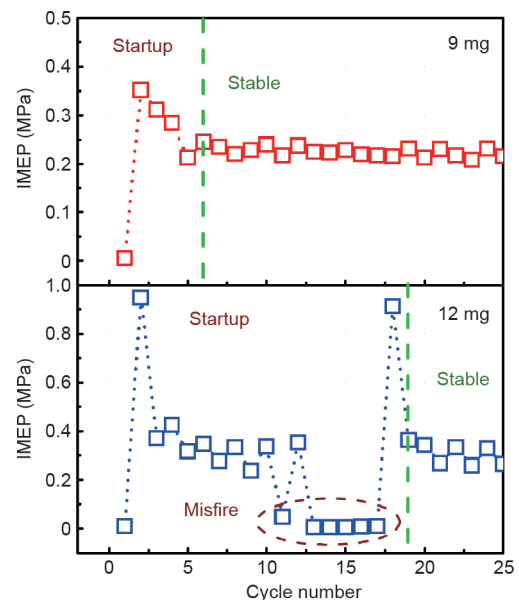 0.5
Startup
9 mg
0.4
Stable
0.3
IMEP (MPa)
0.2
0.1
0
1.0
Startup
12 mg
0.8
Stable
0.6
IMEP (MPa)
0.4
0.2
Misfire
0
0 5 10 15 20 25
Cycle number